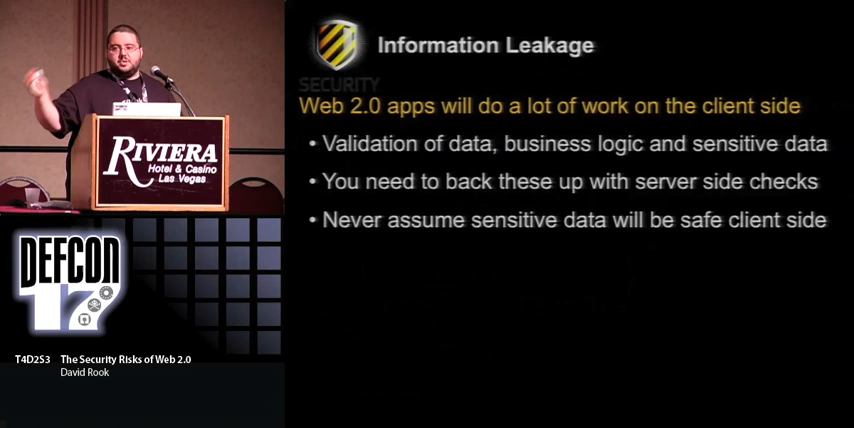 RIVIERA
Hotel & Casino
Las Vegas
DEFCON
17
T4D2S3 The Security Risks of Web 2.0
David Rook
Information Leakage
SECURITY
Web 2.0 apps will do a lot of work on the client side
• Validation of data, business logic and sensitive data
• You need to back these up with server side checks
• Never assume sensitive data will be safe client side